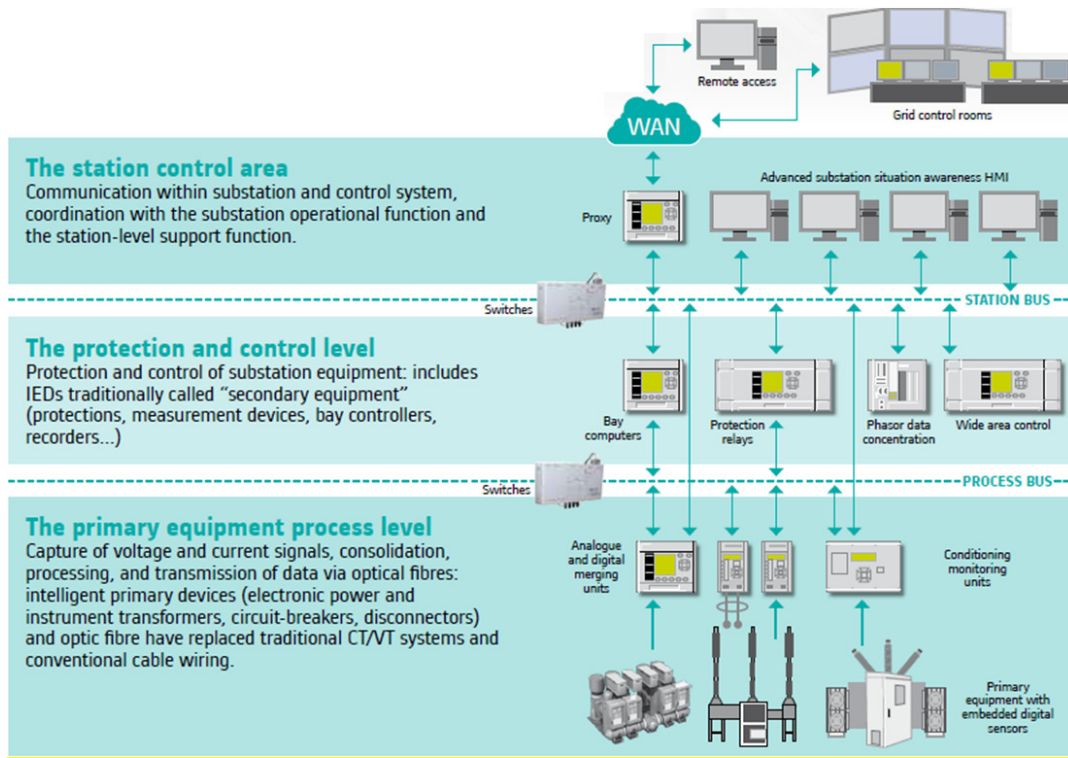 Remote access
Grid control rooms
WAN
The station control area
Communication within substation and control system,
coordination with the substation operational function and
the station-level support function.
Advanced substation situation awareness HMI
Proxy
Switches
STATION BUS
The protection and control level
Protection and control of substation equipment: includes
IEDs traditionally called “secondary equipment”
(protections, measurement devices, bay controllers,
recorders...)
Bay
computers
Protection
relays
Phasor data
concentration
Wide area control
Switches
PROCESS BUS
The primary equipment process level
Capture of voltage and current signals, consolidation,
processing, and transmission of data via optical fibres:
intelligent primary devices (electronic power and
instrument transformers, circuit-breakers, disconnectors)
and optic fibre have replaced traditional CT/VT systems and
conventional cable wiring.
Analogue
and digital
merging
units
Conditioning
monitoring
units
Primary
equipment with
embedded digital
sensors